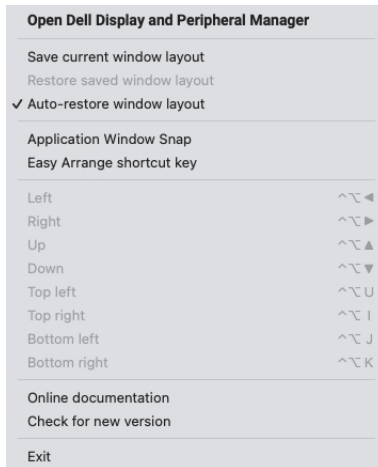 Open Dell Display and Peripheral Manager
Save current window layout
Restore saved window layout
✓ Auto-restore window layout
Application Window Snap
Easy Arrange shortcut key
Left ^⌥◀
Right ^⌥▶
Up ^⌥▲
Down ^⌥▼
Top left ^⌥U
Top right ^⌥I
Bottom left ^⌥J
Bottom right ^⌥K
Online documentation
Check for new version
Exit